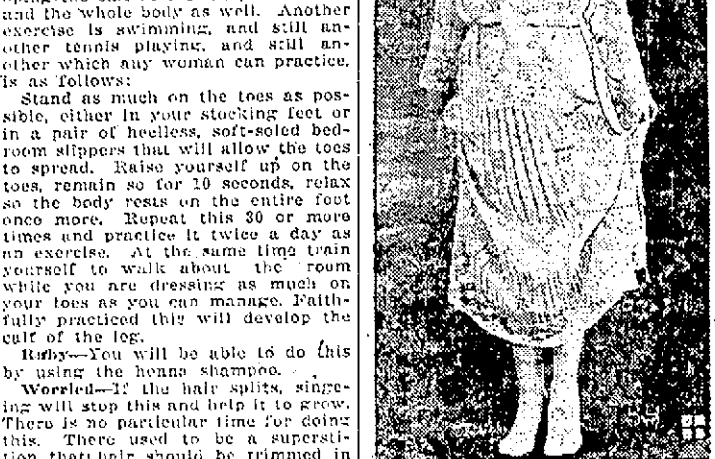 and the whole body as well. Another
exercise is swimming, and still an-
other tennis playing, and still an-
other which any woman can practice,
is as follows:
Stand as much on the toes as pos-
sible, either in your stocking feet or
in a pair of heelless, soft-soled bed-
room slippers that will allow the toes
to spread. Raise yourself up on the
toes, remain so for 10 seconds, relax
so the body rests on the entire foot
once more. Repeat this 30 or more
times and practice it twice a day as
an exercise. At the same time train
yourself to walk about the room
while you are dressing as much on
your toes as you can manage. Faith-
fully practiced this will develop the
calf of the leg.
Ruby—You will be able to do this
by using the henna shampoo.
Worried—If the hair splits, singe-
ing will stop this and help it to grow.
There is no particular time for doing
this. There used to be a supersti-
tion that hair should be trimmed in